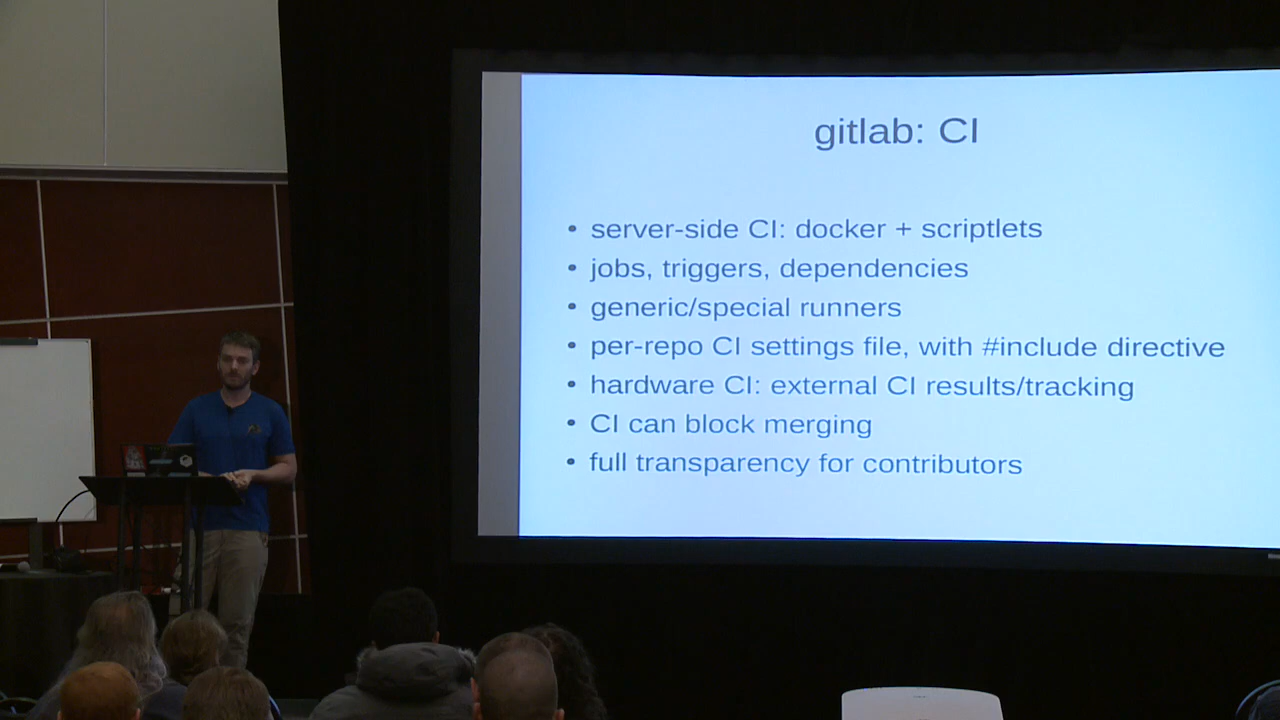 gitlab: CI
• server-side CI: docker + scriptlets
• jobs, triggers, dependencies
• generic/special runners
• per-repo CI settings file, with #include directive
• hardware CI: external CI results/tracking
• CI can block merging
• full transparency for contributors